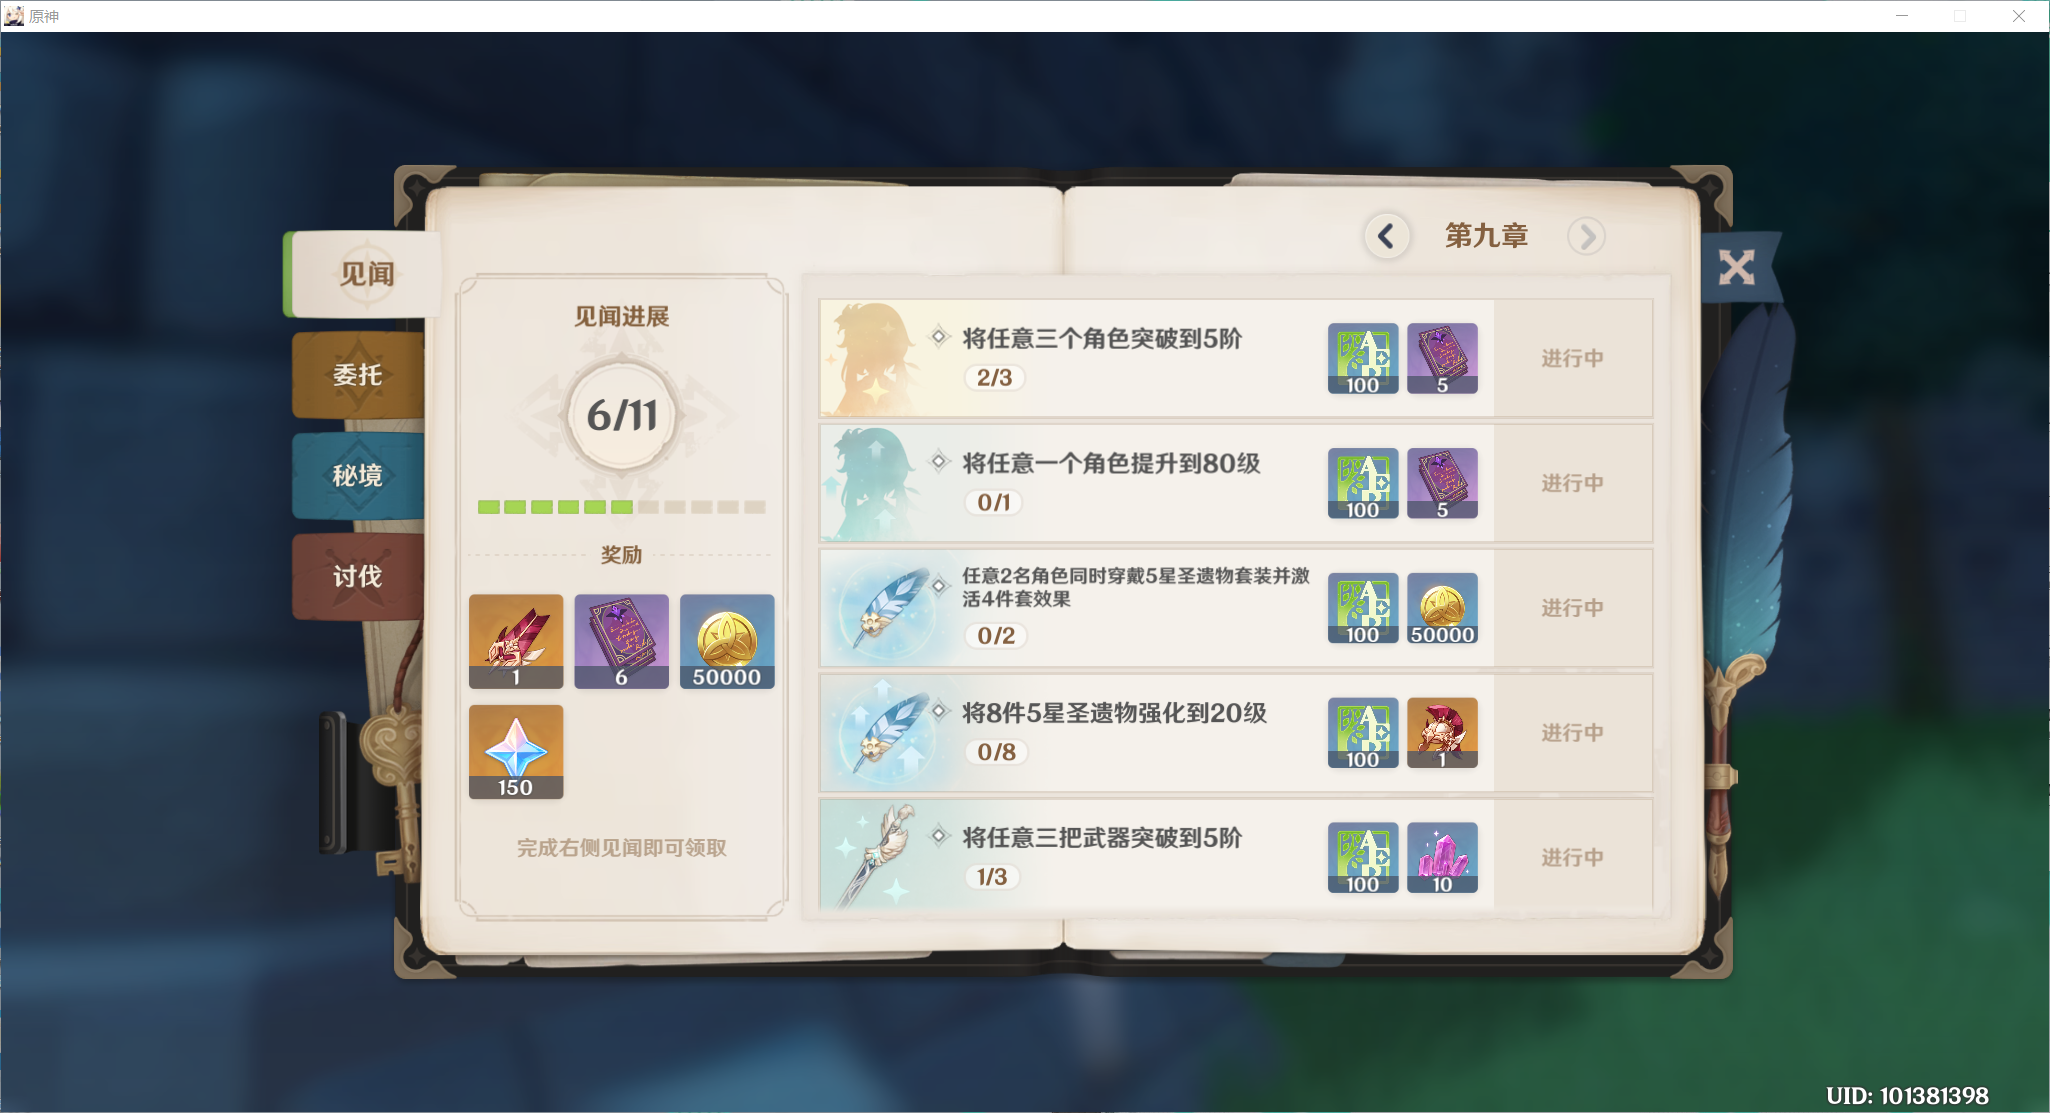 原神
见闻
委托
秘境
讨伐
见闻进展
6/11
奖励
1
6
50000
150
完成右侧见闻即可领取
第九章
将任意三个角色突破到5阶
2/3
100
5
进行中
将任意一个角色提升到80级
0/1
100
5
进行中
任意2名角色同时穿戴5星圣遗物套装并激
活4件套效果
0/2
100
50000
进行中
将8件5星圣遗物强化到20级
0/8
100
1
进行中
将任意三把武器突破到5阶
1/3
100
10
进行中
UID: 101381398